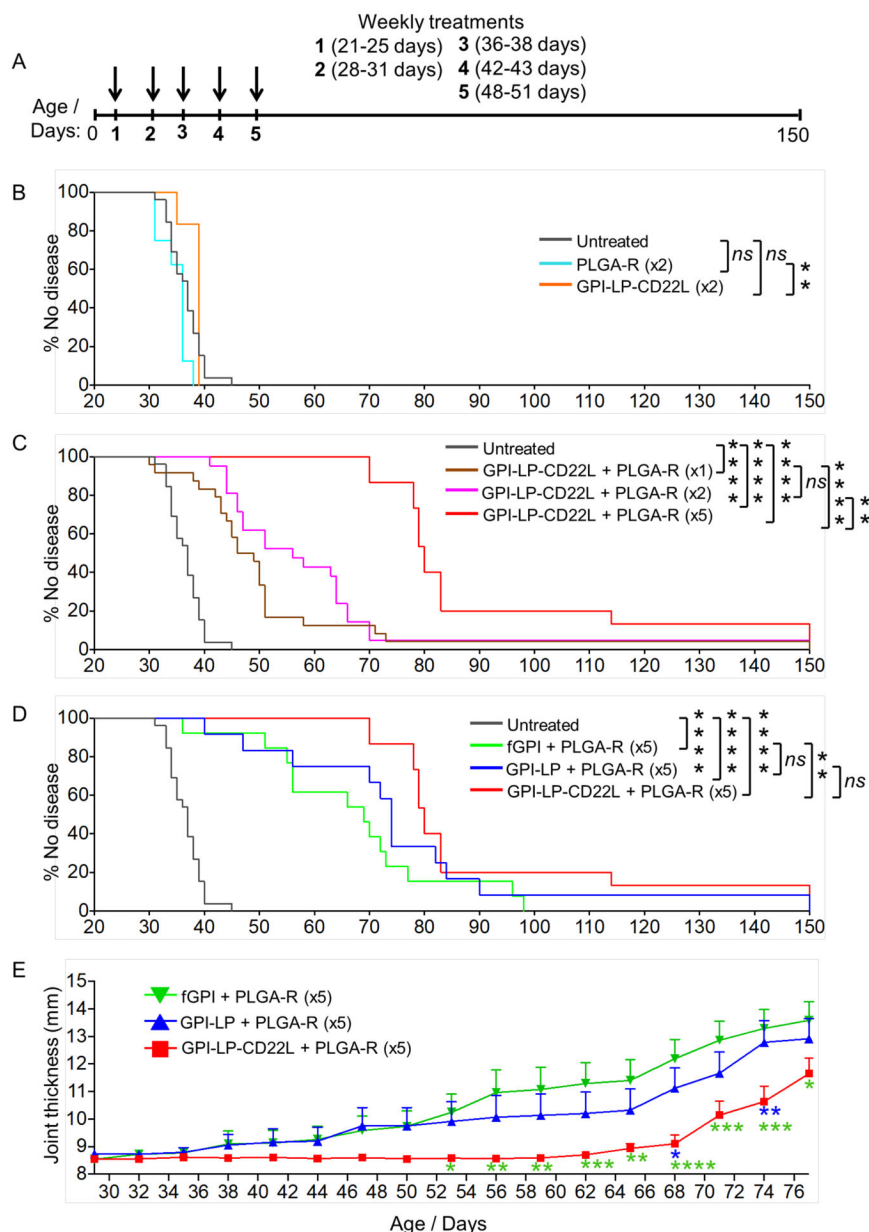 Weekly treatments
1 (21-25 days) 3 (36-38 days)
2 (28-31 days) 4 (42-43 days)
5 (48-51 days)
A
Age /
Days: 0 1 2 3 4 5 150
B
% No disease
100
80
60
40
20
0
Untreated
PLGA-R (x2)
GPI-LP-CD22L (x2)
ns ns **
20 30 40 50 60 70 80 90 100 110 120 130 140 150
C
% No disease
100
80
60
40
20
0
Untreated
GPI-LP-CD22L + PLGA-R (x1)
GPI-LP-CD22L + PLGA-R (x2)
GPI-LP-CD22L + PLGA-R (x5)
**** **** **** ns **** **
20 30 40 50 60 70 80 90 100 110 120 130 140 150
D
% No disease
100
80
60
40
20
0
Untreated
fGPI + PLGA-R (x5)
GPI-LP + PLGA-R (x5)
GPI-LP-CD22L + PLGA-R (x5)
**** **** **** ns ** ns
20 30 40 50 60 70 80 90 100 110 120 130 140 150
E
Joint thickness (mm)
15
14
13
12
11
10
9
8
fGPI + PLGA-R (x5)
GPI-LP + PLGA-R (x5)
GPI-LP-CD22L + PLGA-R (x5)
* **
* ** ** *** ** **** *** *** *
30 32 34 36 38 40 42 44 46 48 50 52 54 56 58 60 62 64 66 68 70 72 74 76
Age / Days